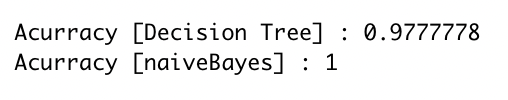 Acurracy [Decision Tree] : 0.9777778
Acurracy [naiveBayes] : 1